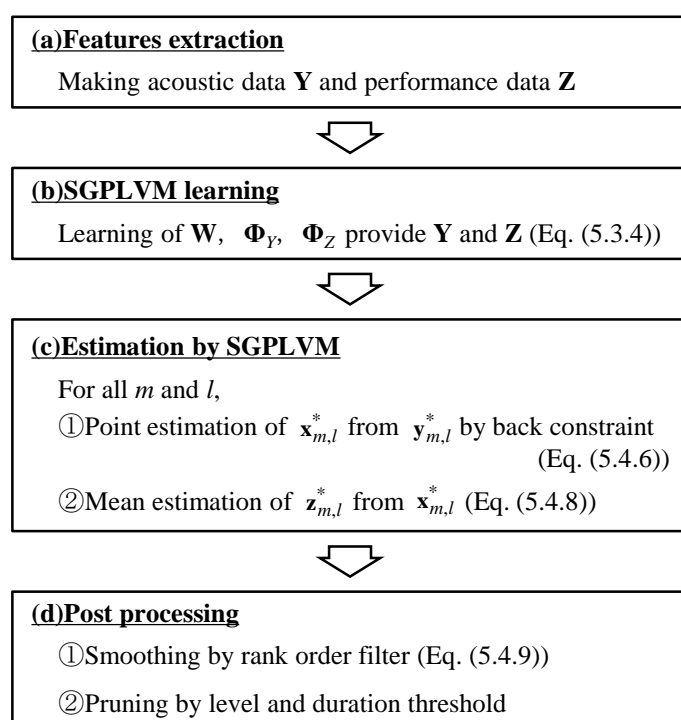 (a)Features extraction
Making acoustic data Y and performance data Z
(b)SGPLVM learning
Learning of W, Φ_Y, Φ_Z provide Y and Z (Eq. (5.3.4))
(c)Estimation by SGPLVM
For all m and l,
①Point estimation of x*_{m,l} from y*_{m,l} by back constraint
(Eq. (5.4.6))
②Mean estimation of z*_{m,l} from x*_{m,l} (Eq. (5.4.8))
(d)Post processing
①Smoothing by rank order filter (Eq. (5.4.9))
②Pruning by level and duration threshold